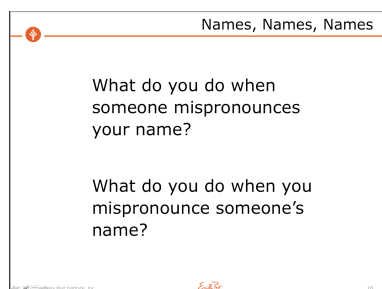 Names, Names, Names
What do you do when
someone mispronounces
your name?
What do you do when you
mispronounce someone's
name?